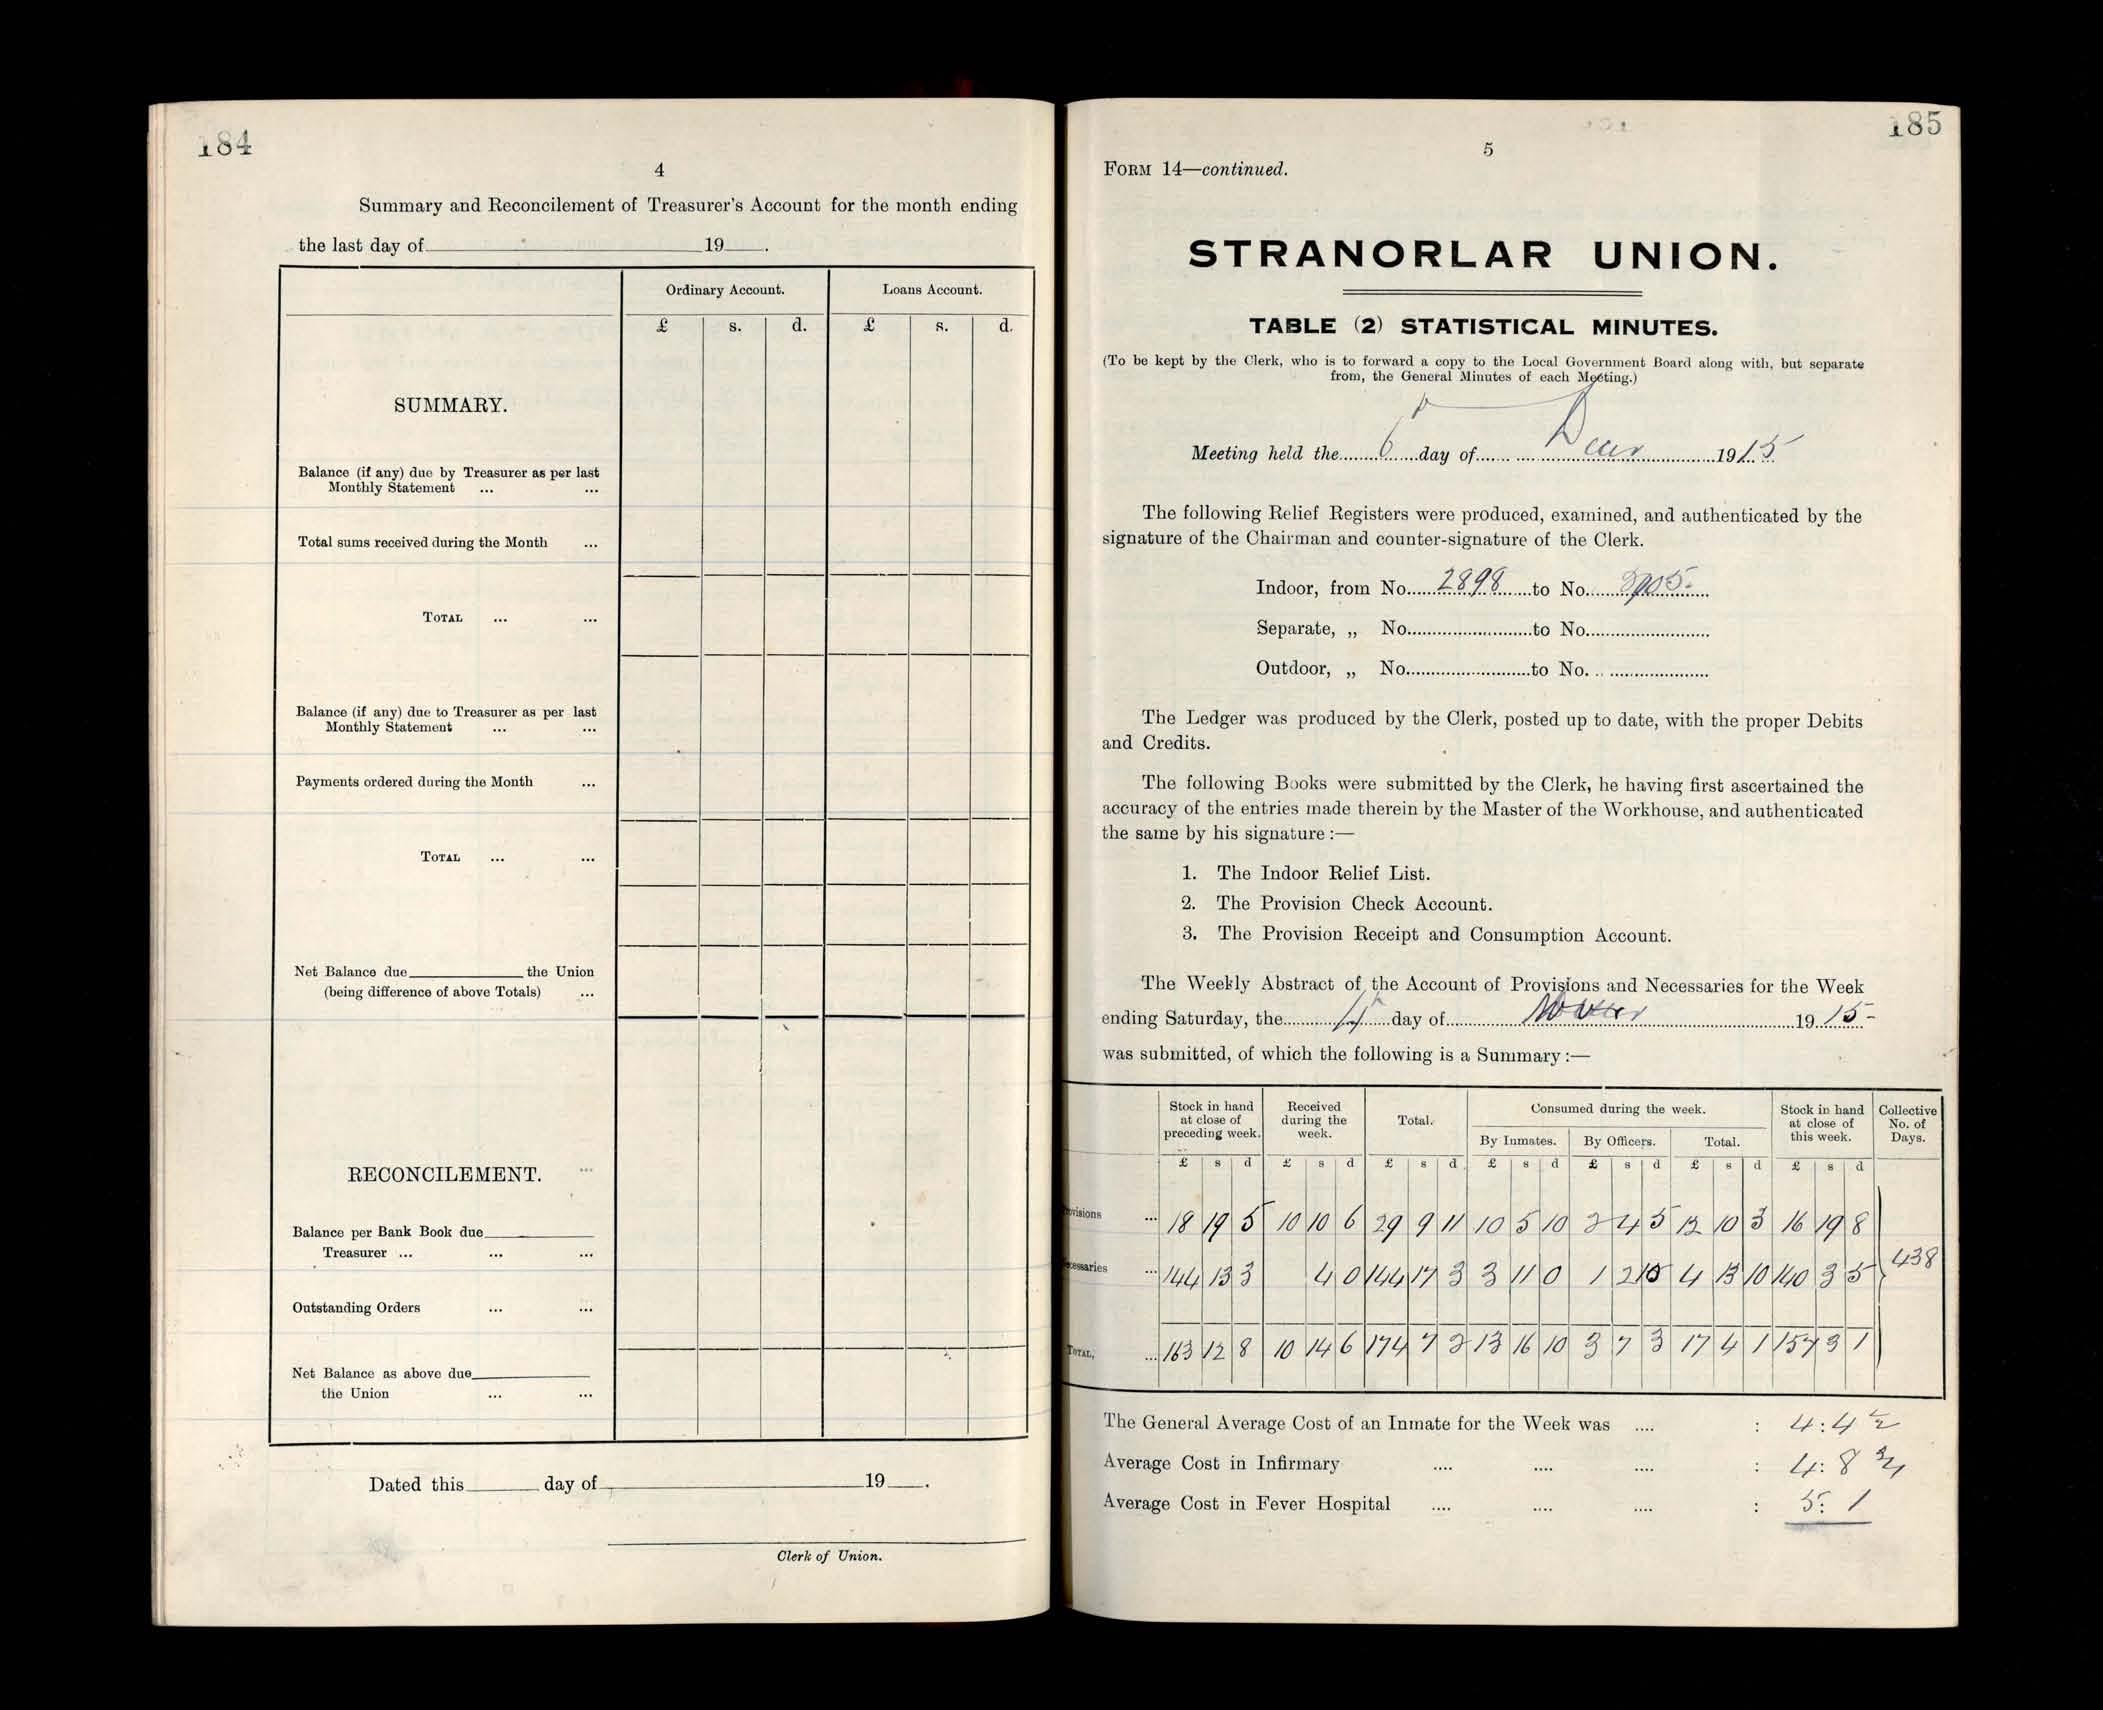 184
4
Summary and Reconcilement of Treasurer's Account for the month ending
the last day of 19 .
Ordinary Account. Loans Account.
£ s. d. £ s. d.
SUMMARY.
Balance (if any) due by Treasurer as per last
Monthly Statement ... ...
Total sums received during the Month ...
TOTAL ... ...
Balance (if any) due to Treasurer as per last
Monthly Statement ... ...
Payments ordered during the Month ...
TOTAL ... ...
Net Balance due the Union
(being difference of above Totals) ...
RECONCILEMENT. ...
Balance per Bank Book due
Treasurer ... ... ...
Outstanding Orders ... ...
Net Balance as above due
the Union ... ...
Dated this day of 19 .
Clerk of Union.
185
5
FORM 14—continued.
STRANORLAR UNION.
TABLE (2) STATISTICAL MINUTES.
(To be kept by the Clerk, who is to forward a copy to the Local Government Board along with, but separate
from, the General Minutes of each Meeting.)
Meeting held the 6 day of Decr 1915
The following Relief Registers were produced, examined, and authenticated by the
signature of the Chairman and counter-signature of the Clerk.
Indoor, from No. 2898 to No. 2905.
Separate, „ No. to No.
Outdoor, „ No. to No.
The Ledger was produced by the Clerk, posted up to date, with the proper Debits
and Credits.
The following Books were submitted by the Clerk, he having first ascertained the
accuracy of the entries made therein by the Master of the Workhouse, and authenticated
the same by his signature :—
1. The Indoor Relief List.
2. The Provision Check Account.
3. The Provision Receipt and Consumption Account.
The Weekly Abstract of the Account of Provisions and Necessaries for the Week
ending Saturday, the 4th day of 1915
was submitted, of which the following is a Summary :—
Stock in hand at close of preceding week. Received during the week. Total. Consumed during the week. Stock in hand at close of this week. Collective No. of Days.
By Inmates. By Officers. Total.
£ s d £ s d £ s d £ s d £ s d £ s d £ s d
ovisions ... 18 19 5 10 10 6 29 9 11 10 5 10 2 4 5 12 10 3 16 19 8
cessaries ... 144 13 3 4 0 144 17 3 3 11 0 1 2 10 4 13 10 140 3 5 438
TOTAL, ... 163 12 8 10 14 6 174 7 2 13 16 10 3 7 3 17 4 1 157 3 1
The General Average Cost of an Inmate for the Week was .... : 4:4 ½
Average Cost in Infirmary .... .... .... : 4:8 ¾
Average Cost in Fever Hospital .... .... .... : 5:1